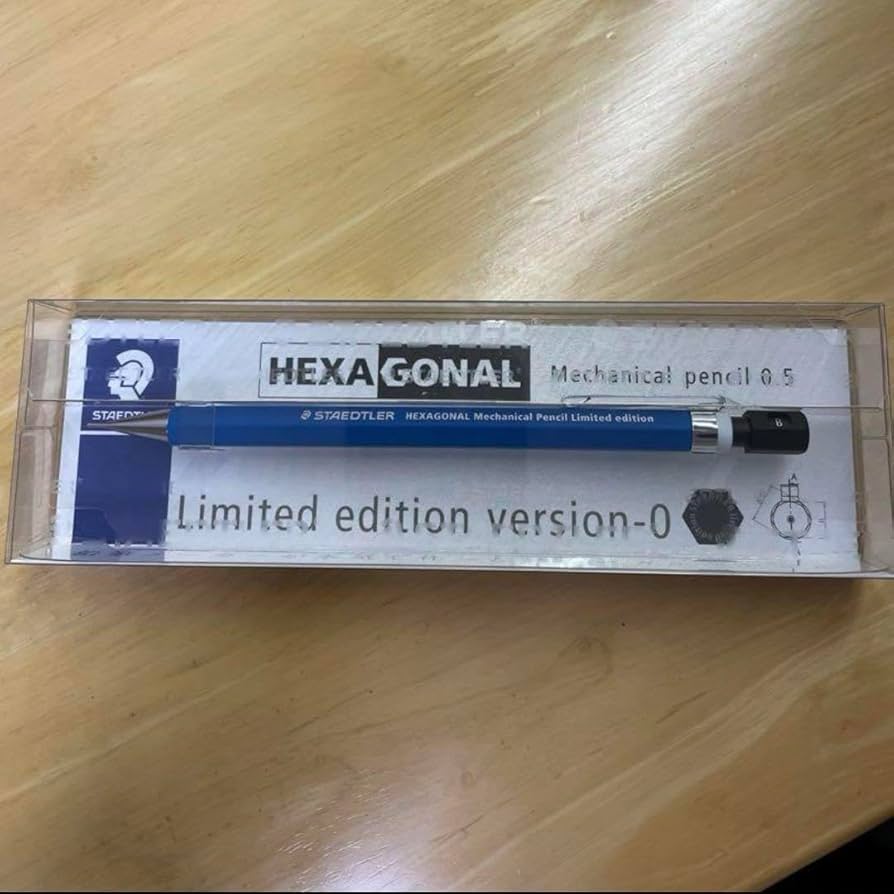 HEXAGONAL
Mechanical pencil 0.5
STAEDTLER
STAEDTLER HEXAGONAL Mechanical Pencil Limited edition
B
Limited edition version-0
A